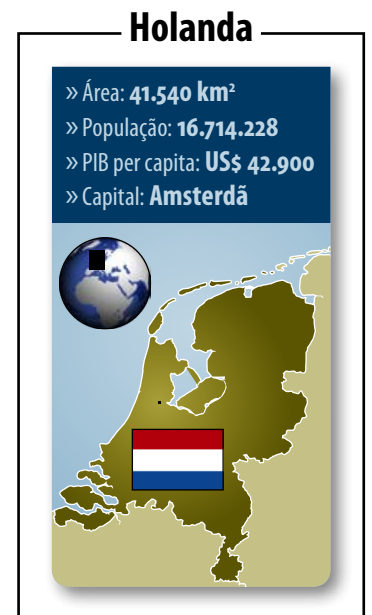 Holanda
» Área: 41.540 km²
» População: 16.714.228
» PIB per capita: US$ 42.900
» Capital: Amsterdã